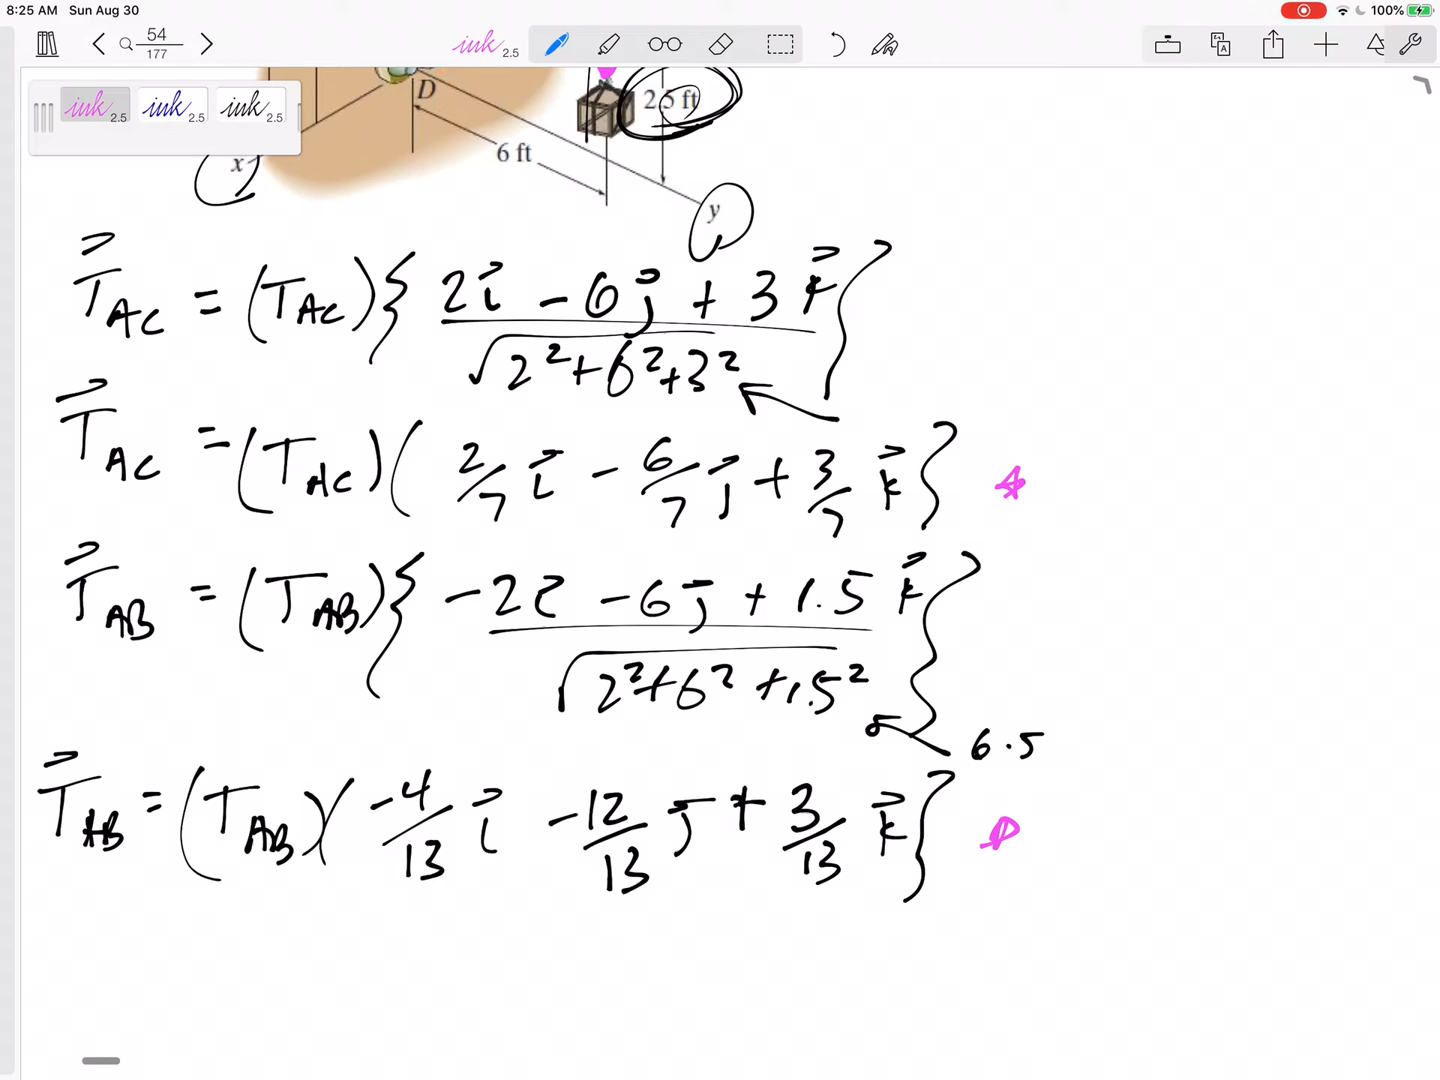 8:25 AM Sun Aug 30
100%
54
177
ink 2.5
ink 2.5 ink 2.5 ink 2.5
D
2.5 ft
6 ft
x
y
T⃗AC = (TAC){ 2i⃗ - 6j⃗ + 3k⃗ / √2²+6²+3² }
T⃗AC = (TAC)( 2/7 i⃗ - 6/7 j⃗ + 3/7 k⃗ }
T⃗AB = (TAB){ -2i⃗ - 6j⃗ + 1.5 k⃗ / √2²+6²+1.5² }
6.5
T⃗AB = (TAB)( -4/13 i⃗ -12/13 j⃗ + 3/13 k⃗ }